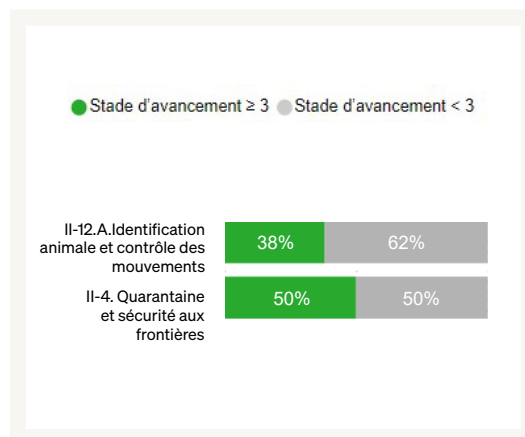 Stade d'avancement ≥ 3 Stade d'avancement < 3
II-12.A.Identification
animale et contrôle des
mouvements
38% 62%
II-4. Quarantaine
et sécurité aux
frontières
50% 50%